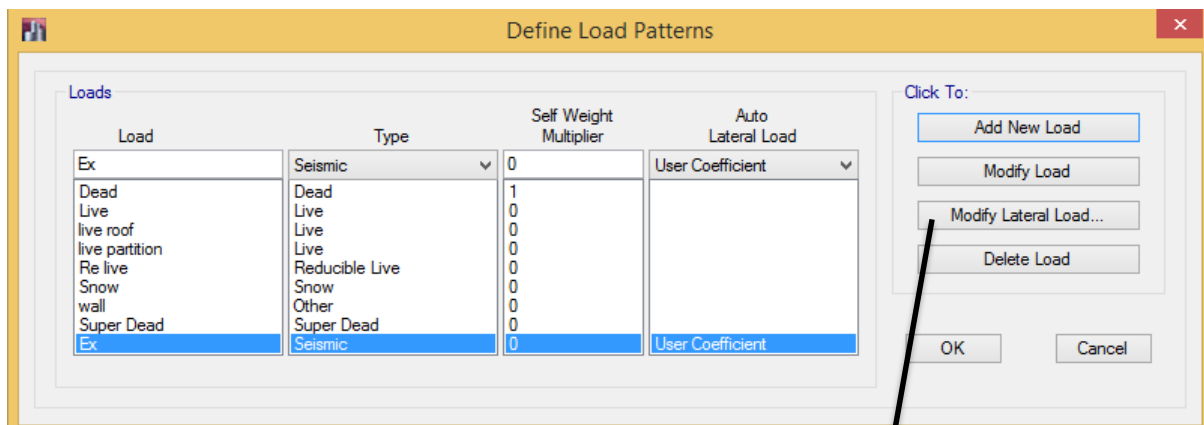 Define Load Patterns
Loads
Click To:
Load Type Self Weight Multiplier Auto Lateral Load
Ex Seismic 0 User Coefficient
Dead Dead 1
Live Live 0
live roof Live 0
live partition Live 0
Re live Reducible Live 0
Snow Snow 0
wall Other 0
Super Dead Super Dead 0
Ex Seismic 0 User Coefficient
Add New Load
Modify Load
Modify Lateral Load...
Delete Load
OK Cancel